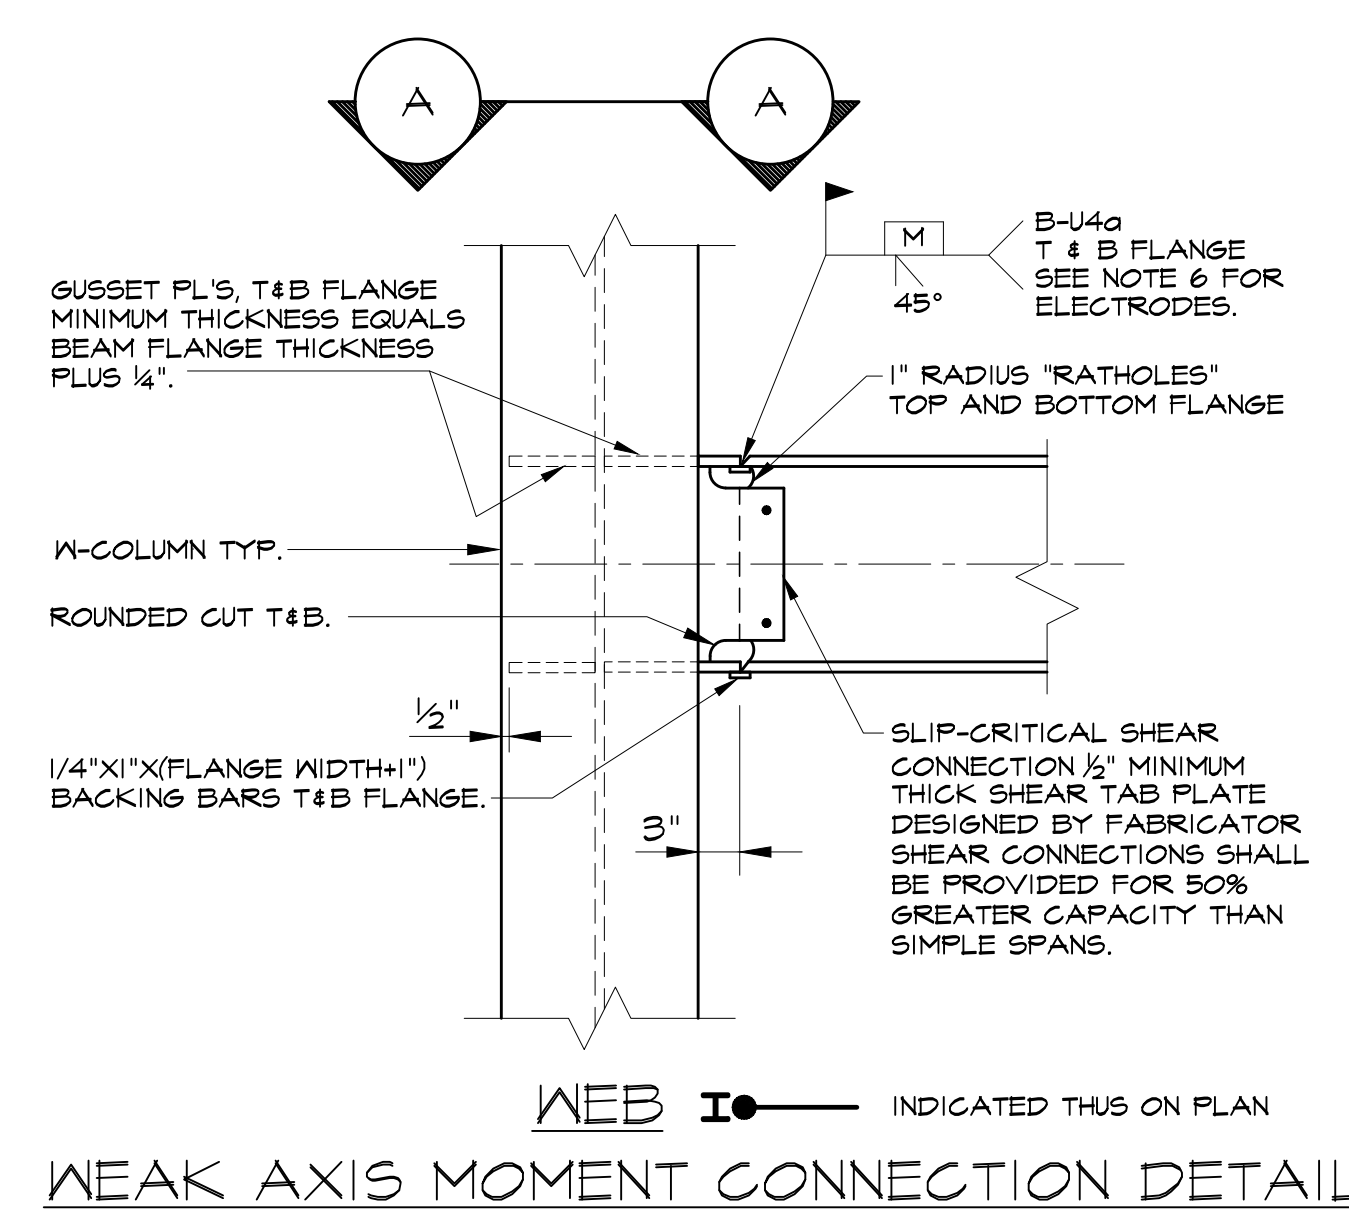 A A
B-U4a
T & B FLANGE
SEE NOTE 6 FOR
ELECTRODES.
M
45°
GUSSET PL'S, T&B FLANGE
MINIMUM THICKNESS EQUALS
BEAM FLANGE THICKNESS
PLUS 1/4".
1" RADIUS "RATHOLES"
TOP AND BOTTOM FLANGE
W-COLUMN TYP.
ROUNDED CUT T&B.
1/2"
1/4"X1"X(FLANGE WIDTH+1")
BACKING BARS T&B FLANGE.
3"
SLIP-CRITICAL SHEAR
CONNECTION 1/2" MINIMUM
THICK SHEAR TAB PLATE
DESIGNED BY FABRICATOR
SHEAR CONNECTIONS SHALL
BE PROVIDED FOR 50%
GREATER CAPACITY THAN
SIMPLE SPANS.
WEB
INDICATED THUS ON PLAN
WEAK AXIS MOMENT CONNECTION DETAIL